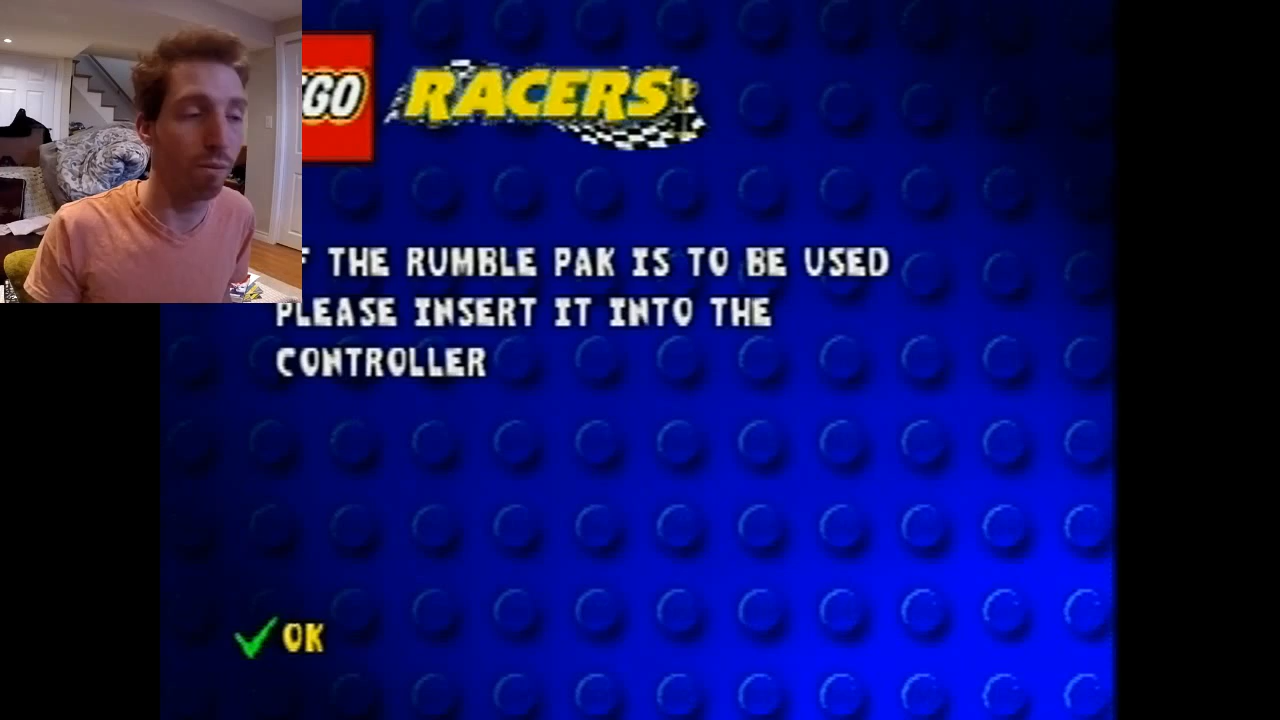 GO RACERS
F THE RUMBLE PAK IS TO BE USED
PLEASE INSERT IT INTO THE
CONTROLLER
OK